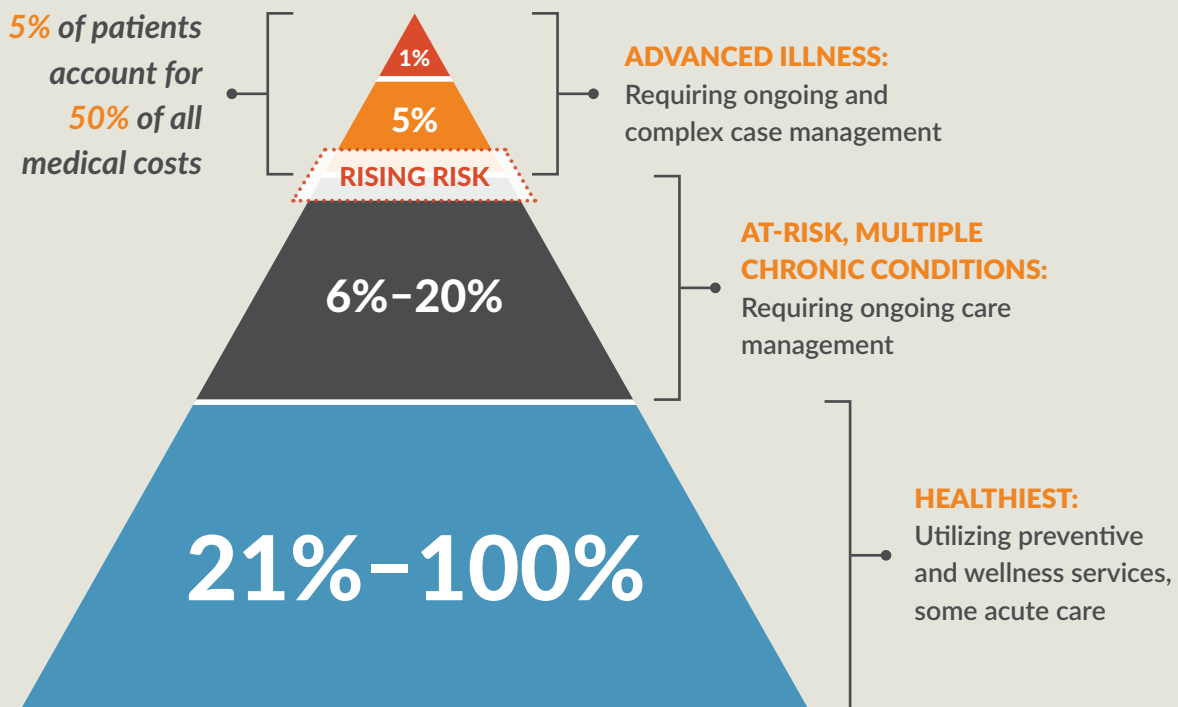 5% of patients
account for
50% of all
medical costs
1%
5%
RISING RISK
6%–20%
21%–100%
ADVANCED ILLNESS:
Requiring ongoing and
complex case management
AT-RISK, MULTIPLE
CHRONIC CONDITIONS:
Requiring ongoing care
management
HEALTHIEST:
Utilizing preventive
and wellness services,
some acute care